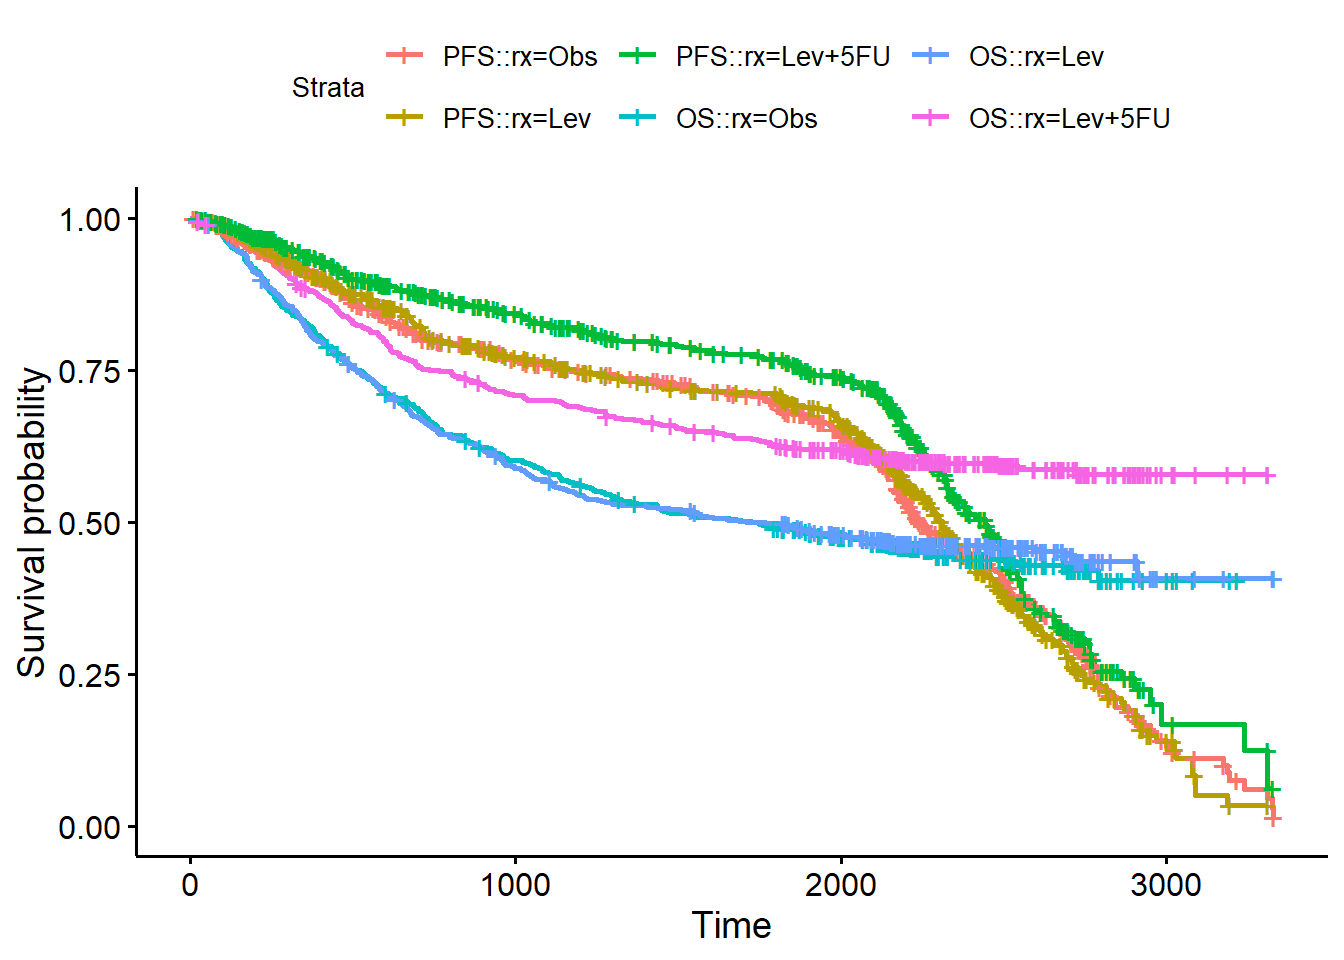 Strata
PFS::rx=Obs PFS::rx=Lev+5FU OS::rx=Lev
PFS::rx=Lev OS::rx=Obs OS::rx=Lev+5FU
Survival probability
1.00
0.75
0.50
0.25
0.00
0 1000 2000 3000
Time